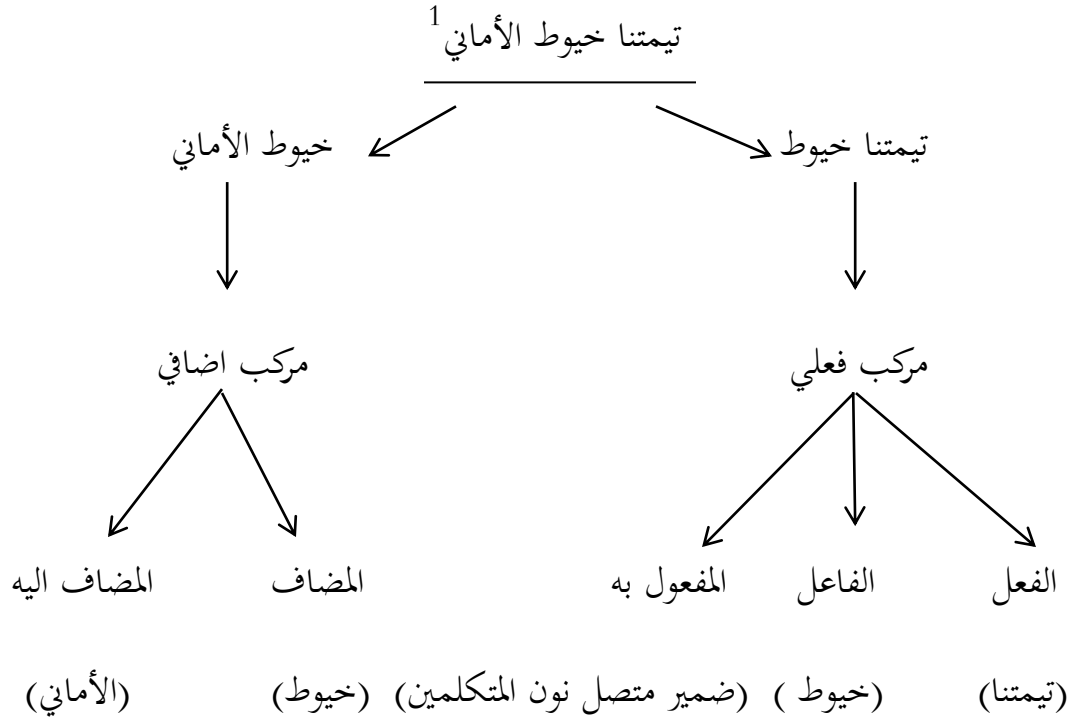 تيمتنا خيوط الأماني1
تيمتنا خيوط خيوط الأماني
مركب فعلي مركب اضافي
الفعل الفاعل المفعول به المضاف المضاف اليه
(تيمتنا) (خيوط ) (ضمير متصل نون المتكلمين) (خيوط) (الأماني)